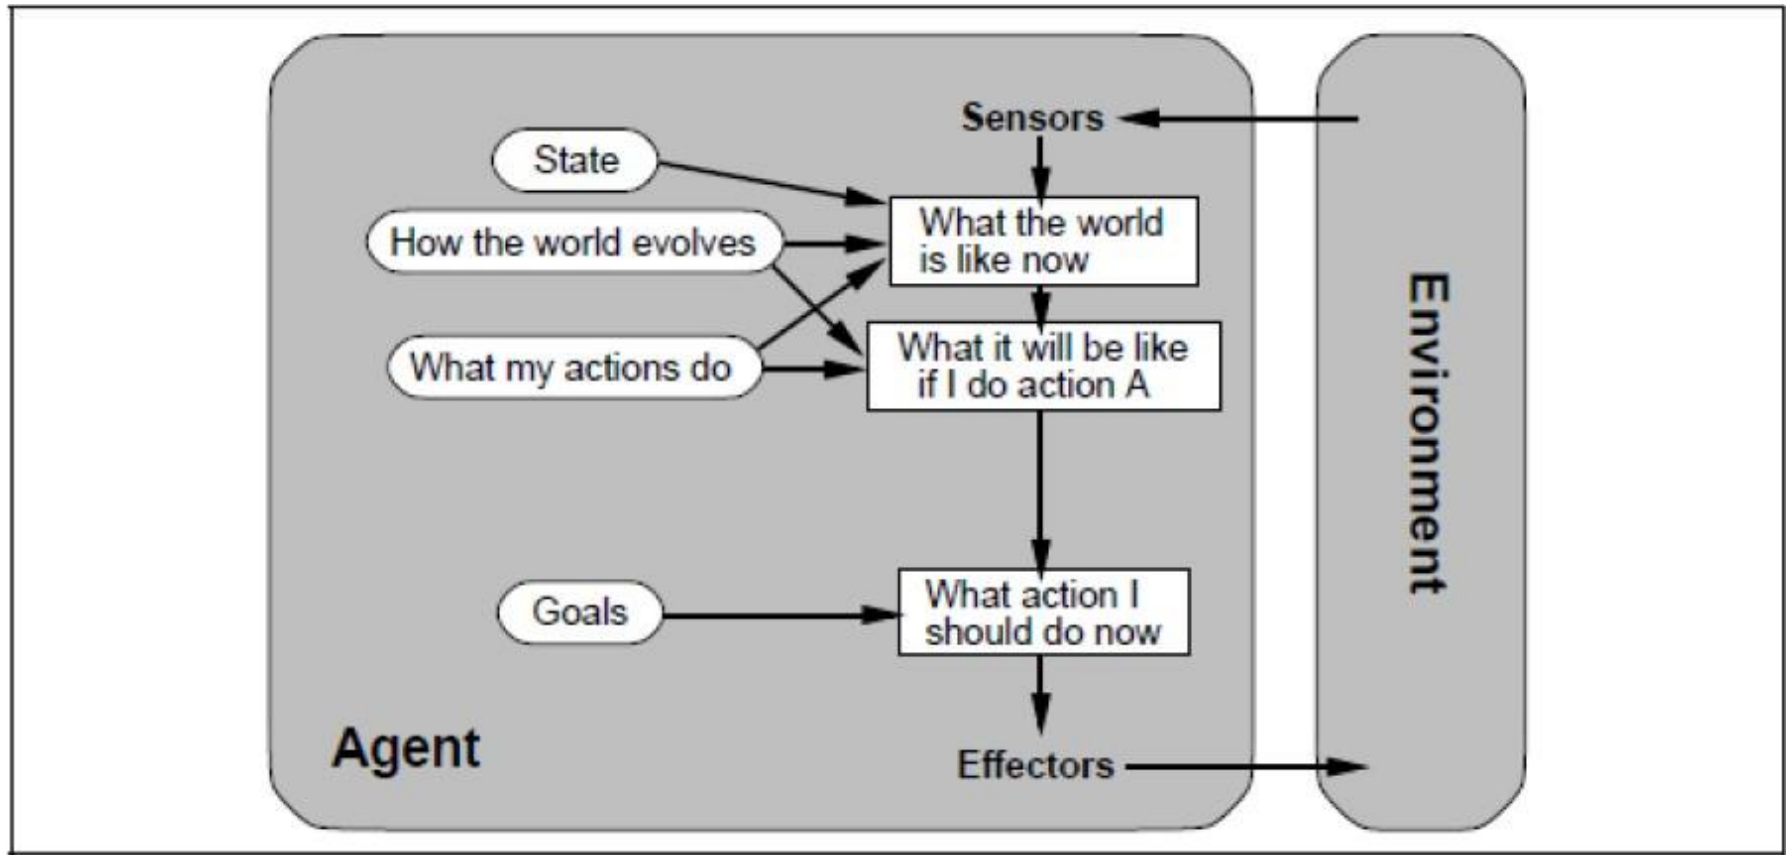 Sensors
State
What the world
is like now
How the world evolves
What it will be like
if I do action A
What my actions do
Environment
What action I
should do now
Goals
Agent
Effectors